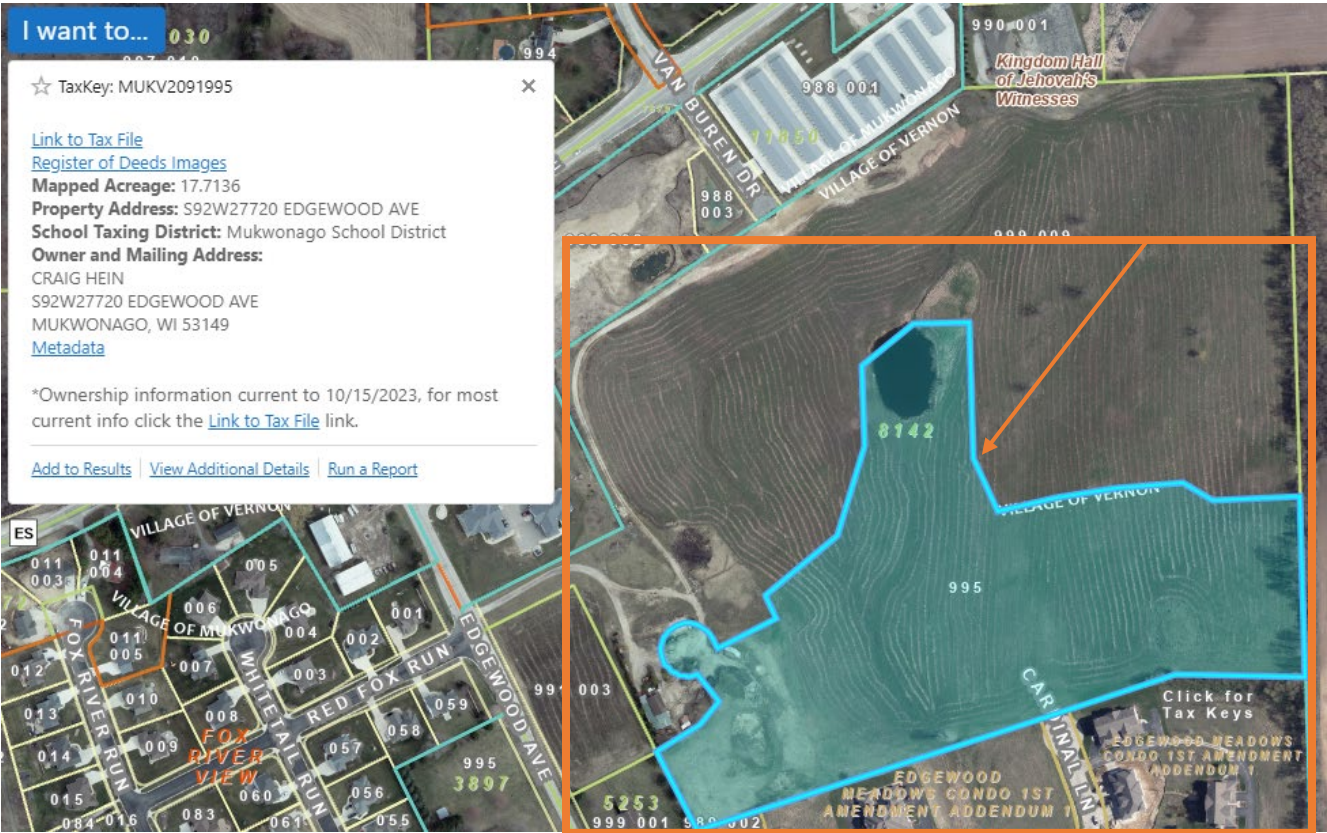 I want to...
030
994
990 001
Kingdom Hall
of Jehovah's
Witnesses
☆ TaxKey: MUKV2091995 ×
Link to Tax File
Register of Deeds Images
Mapped Acreage: 17.7136
Property Address: S92W27720 EDGEWOOD AVE
School Taxing District: Mukwonago School District
Owner and Mailing Address:
CRAIG HEIN
S92W27720 EDGEWOOD AVE
MUKWONAGO, WI 53149
Metadata
*Ownership information current to 10/15/2023, for most
current info click the Link to Tax File link.
Add to Results | View Additional Details | Run a Report
VAN BUREN DR
988 001
11850
VILLAGE OF MUKWONAGO
VILLAGE OF VERNON
988
003
999 009
8142
VILLAGE OF VERNON
995
ES
VILLAGE OF VERNON
011
003
011
004
005
VILLAGE OF MUKWONAGO
006
004
002
001
011
005
007
003
012
010
008
RED FOX RUN
059
058
013
009
057
FOX RIVER RUN
WHITETAIL RUN
EDGEWOOD AVE
FOX
RIVER
VIEW
014
015
060
056
995
3897
084
016
083
061
055
991 003
5253
999 001
CARDINAL LN
Click for
Tax Keys
EDGEWOOD MEADOWS
CONDO 1ST AMENDMENT
ADDENDUM 1
EDGEWOOD
MEADOWS CONDO 1ST
AMENDMENT ADDENDUM 1